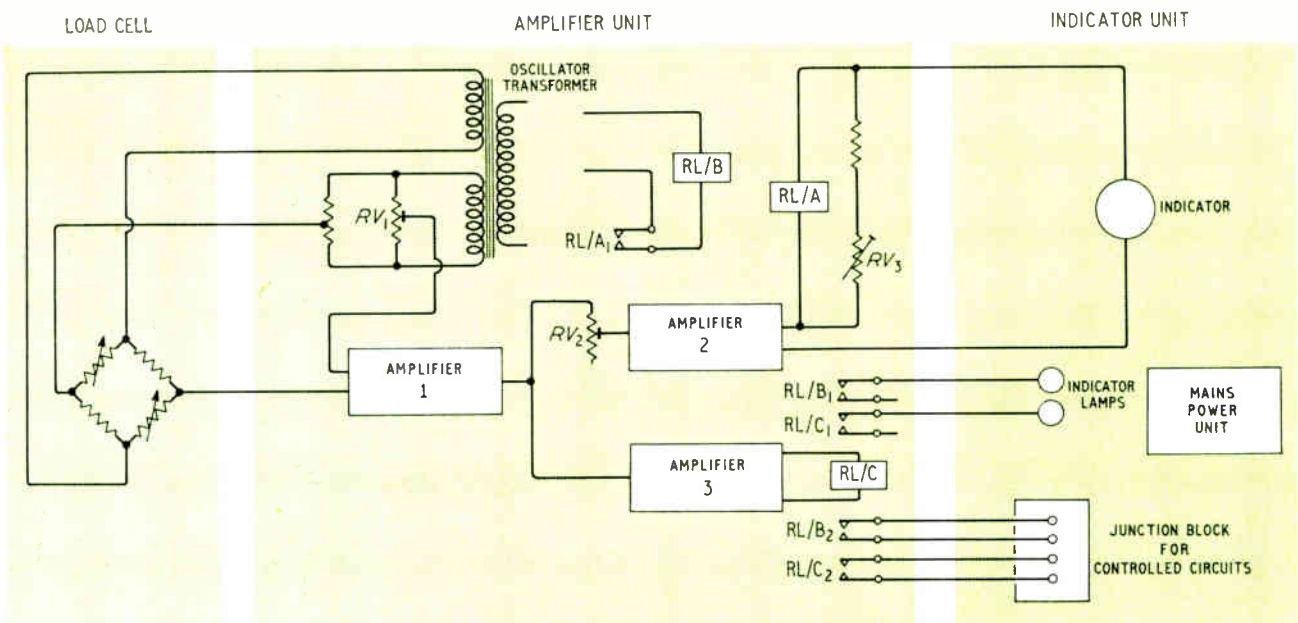 LOAD CELL
AMPLIFIER UNIT
INDICATOR UNIT
OSCILLATOR
TRANSFORMER
RL/B
RL/A
RV1
RL/A1
RV3
INDICATOR
RV2
AMPLIFIER
2
AMPLIFIER
1
RL/B1
RL/C1
INDICATOR
LAMPS
MAINS
POWER
UNIT
AMPLIFIER
3
RL/C
RL/B2
RL/C2
JUNCTION BLOCK
FOR
CONTROLLED CIRCUITS